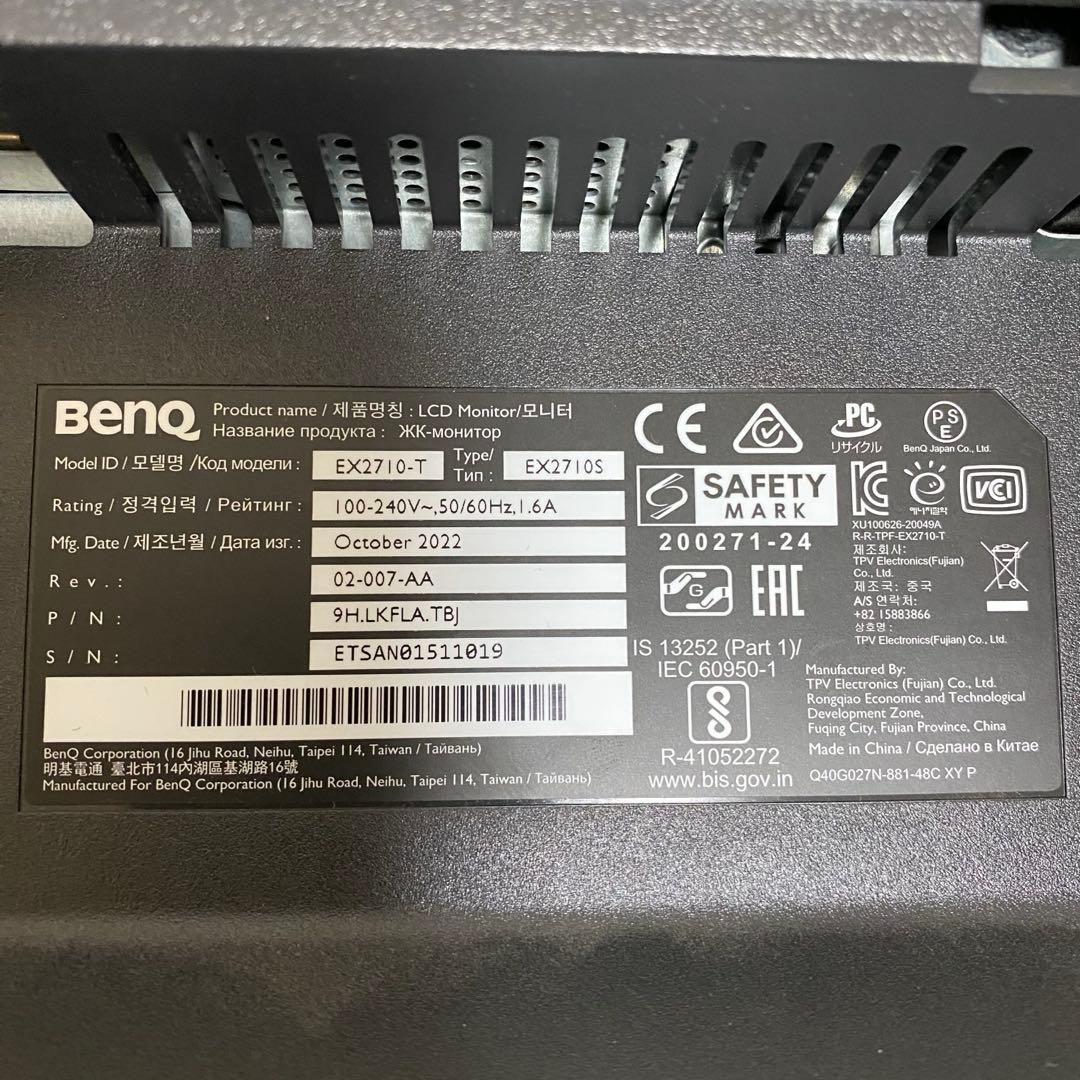 BenQ
Product name / 제품명칭 : LCD Monitor/모니터
Название продукта : ЖК-монитор
Model ID / 모델명 /Код модели : EX2710-T Type/Тип : EX2710S
Rating / 정격입력 / Рейтинг : 100-240V~,50/60Hz,1.6A
Mfg. Date / 제조년월 / Дата изг. : October 2022
Rev.: 02-007-AA
P/N: 9H.LKFLA.TBJ
S/N: ETSAN01511019
BenQ Corporation (16 Jihu Road, Neihu, Taipei 114, Taiwan / Тайвань)
明基電通 臺北市114內湖區基湖路16號
Manufactured For BenQ Corporation (16 Jihu Road, Neihu, Taipei 114, Taiwan / Тайвань)
CE
PC
リサイクル
PSE
BenQ Japan Co., Ltd.
SAFETY
MARK
200271-24
KC
에너지절약
VCCI
XU100626-20049A
R-R-TPF-EX2710-T
제조회사:
TPV Electronics(Fujian)
Co., Ltd.
제조국: 중국
A/S 연락처:
+82 15883866
상호명 :
TPV Electronics(Fujian) Co., Ltd.
G
EAC
IS 13252 (Part 1)/
IEC 60950-1
R-41052272
www.bis.gov.in
Manufactured By:
TPV Electronics (Fujian) Co., Ltd.
Rongqiao Economic and Technological
Development Zone,
Fuqing City, Fujian Province, China
Made in China / Сделано в Китае
Q40G027N-881-48C XY P